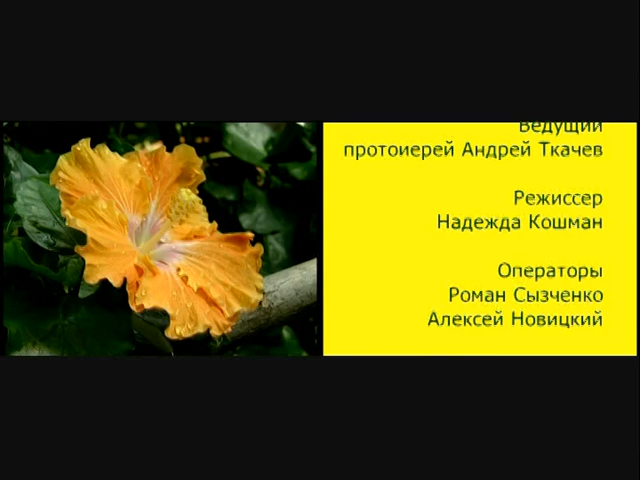 Ведущий
протоиерей Андрей Ткачев
Режиссер
Надежда Кошман
Операторы
Роман Сызченко
Алексей Новицкий